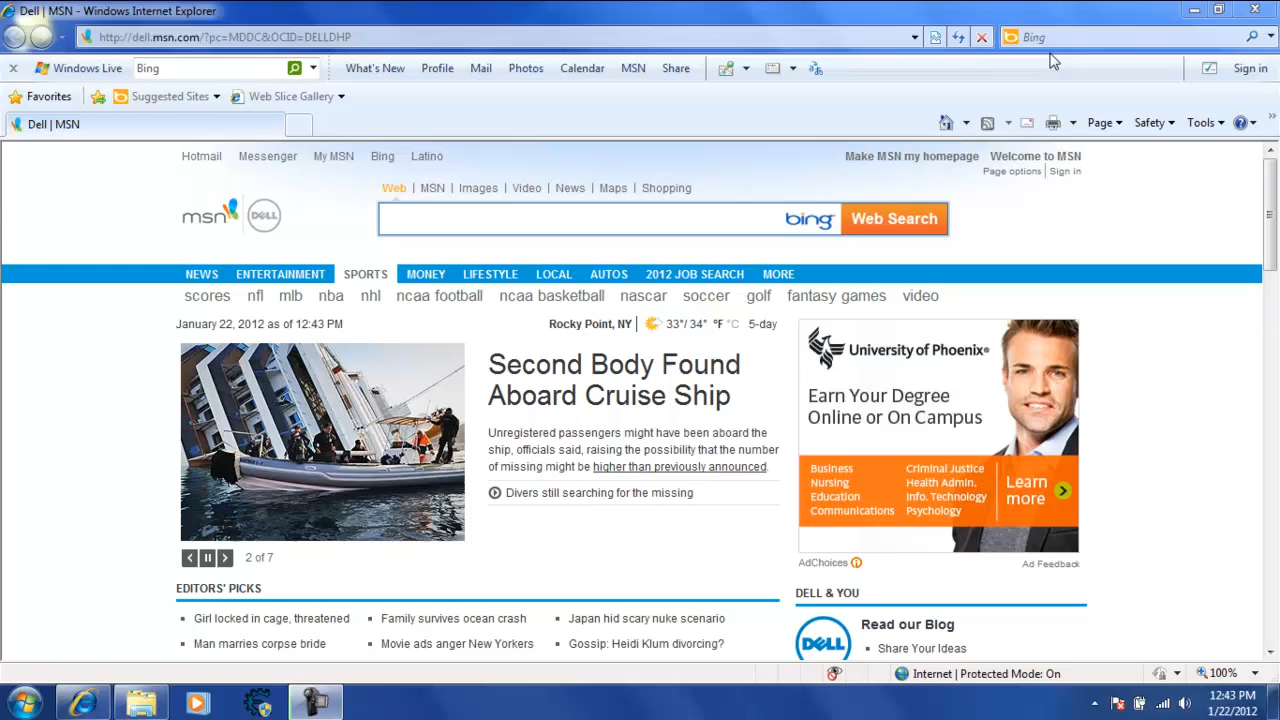 Dell | MSN - Windows Internet Explorer
http://dell.msn.com/?pc=MDDC&OCID=DELLDHP
Bing
Windows Live
Bing
What's New
Profile
Mail
Photos
Calendar
MSN
Share
Sign in
Favorites
Suggested Sites
Web Slice Gallery
Dell | MSN
Page
Safety
Tools
Hotmail
Messenger
My MSN
Bing
Latino
Make MSN my homepage
Welcome to MSN
Page options | Sign in
Web | MSN | Images | Video | News | Maps | Shopping
msn
DELL
bing
Web Search
NEWS
ENTERTAINMENT
SPORTS
MONEY
LIFESTYLE
LOCAL
AUTOS
2012 JOB SEARCH
MORE
scores
nfl
mlb
nba
nhl
ncaa football
ncaa basketball
nascar
soccer
golf
fantasy games
video
January 22, 2012 as of 12:43 PM
Rocky Point, NY | 33°/ 34° °F °C 5-day
Second Body Found
Aboard Cruise Ship
Unregistered passengers might have been aboard the
ship, officials said, raising the possibility that the number
of missing might be higher than previously announced.
Divers still searching for the missing
2 of 7
University of Phoenix®
Earn Your Degree
Online or On Campus
Business
Nursing
Education
Communications
Criminal Justice
Health Admin.
Info. Technology
Psychology
Learn
more
AdChoices
Ad Feedback
EDITORS' PICKS
Girl locked in cage, threatened
Family survives ocean crash
Japan hid scary nuke scenario
Man marries corpse bride
Movie ads anger New Yorkers
Gossip: Heidi Klum divorcing?
DELL & YOU
DELL
Read our Blog
Share Your Ideas
Internet | Protected Mode: On
100%
12:43 PM
1/22/2012